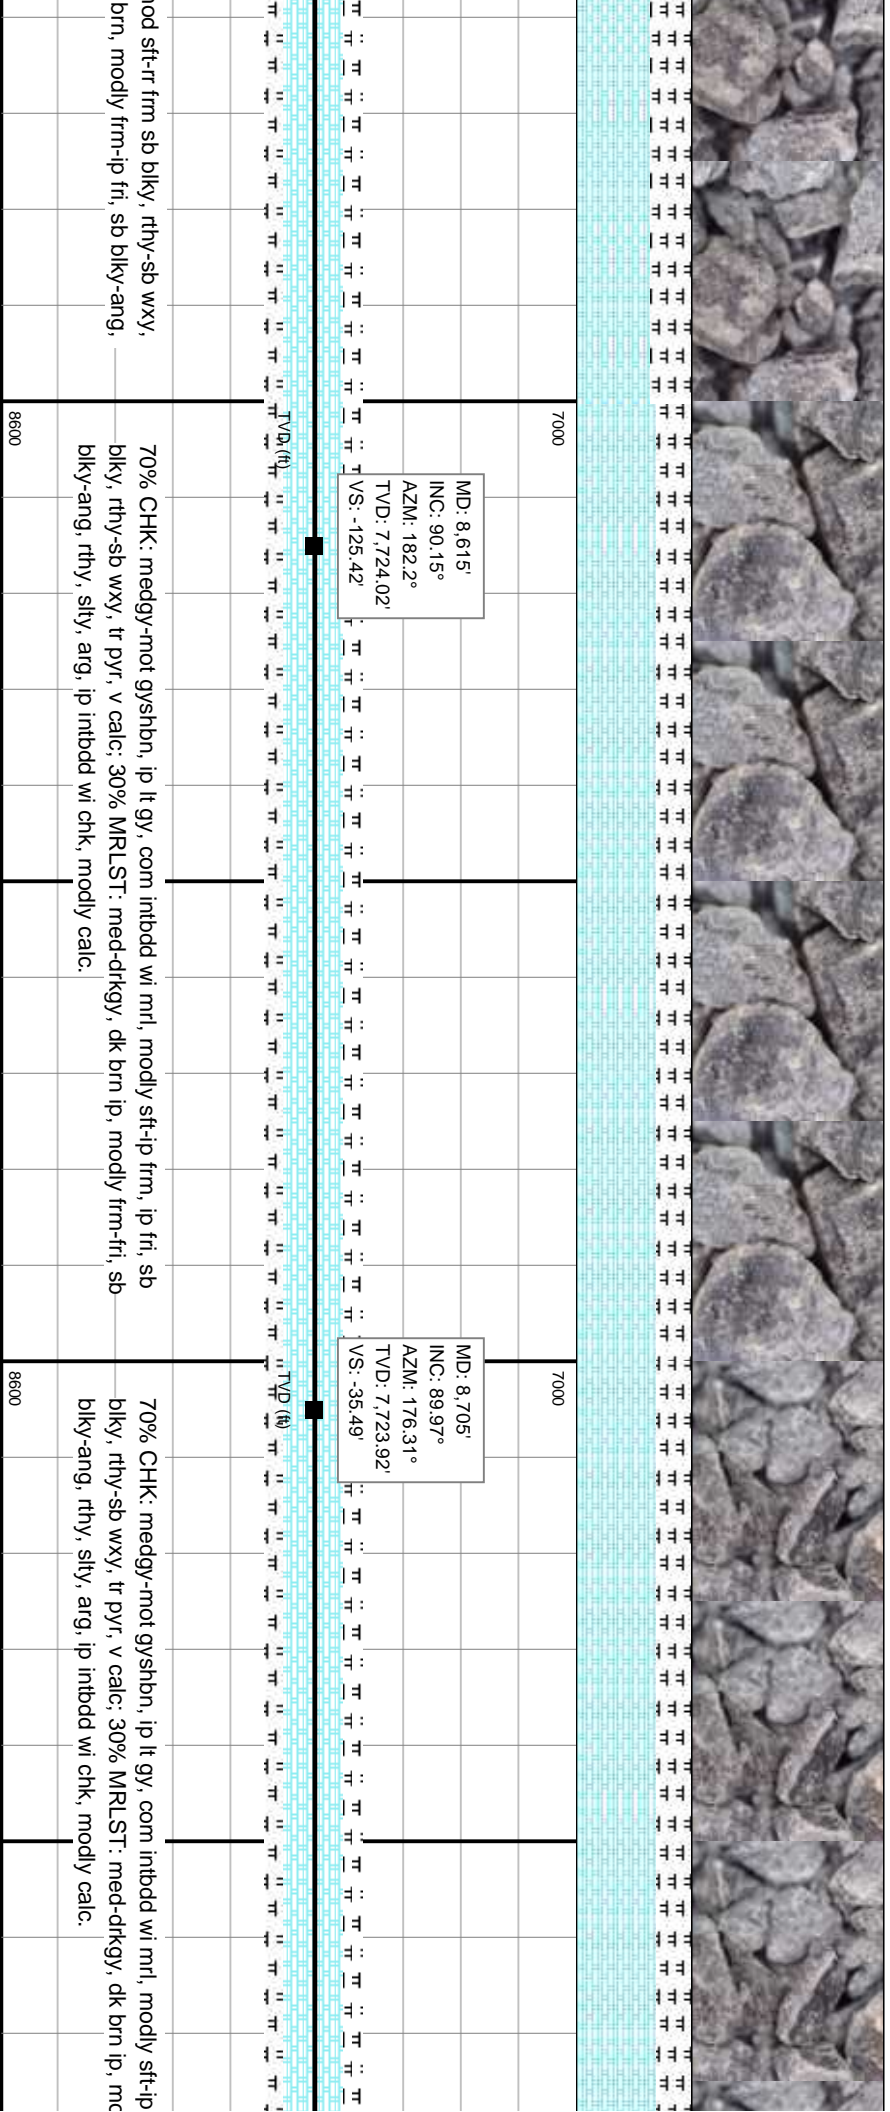 nod sft-rr frm sb blky, rthy-sb wxy,
brn, modly frm-ip fri, sb blky-ang,
7000
TVD (ft)
8600
MD: 8,615'
INC: 90.15°
AZM: 182.2°
TVD: 7,724.02'
VS: -125.42'
70% CHK: medgy-mot gyshbn, ip lt gy, com intbdd wi mrl, modly sft-ip frm, ip fri, sb
blky, rthy-sb wxy, tr pyr, v calc; 30% MRLST: med-drkgy, dk brn ip, modly frm-fri, sb
blky-ang, rthy, slty, arg, ip intbdd wi chk, modly calc.
7000
TVD (ft)
8600
MD: 8,705'
INC: 89.97°
AZM: 176.31°
TVD: 7,723.92'
VS: -35.49'
70% CHK: medgy-mot gyshbn, ip lt gy, com intbdd wi mrl, modly sft-ip
blky, rthy-sb wxy, tr pyr, v calc; 30% MRLST: med-drkgy, dk brn ip, mo
blky-ang, rthy, slty, arg, ip intbdd wi chk, modly calc.